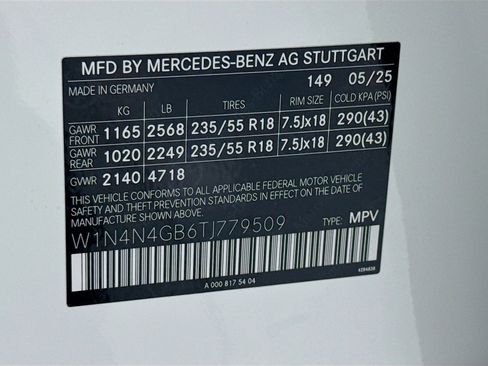 MFD BY MERCEDES-BENZ AG STUTTGART
MADE IN GERMANY 149 05/25
KG LB TIRES RIM SIZE COLD KPA (PSI)
GAWR FRONT 1165 2568 235/55 R18 7.5Jx18 290(43)
GAWR REAR 1020 2249 235/55 R18 7.5Jx18 290(43)
GVWR 2140 4718
THIS VEHICLE CONFORMS TO ALL APPLICABLE FEDERAL MOTOR VEHICLE
SAFETY AND THEFT PREVENTION STANDARDS IN EFFECT ON THE DATE OF
MANUFACTURE SHOWN ABOVE.
W1N4N4GB6TJ779509 TYPE: MPV
A 000 817 54 04